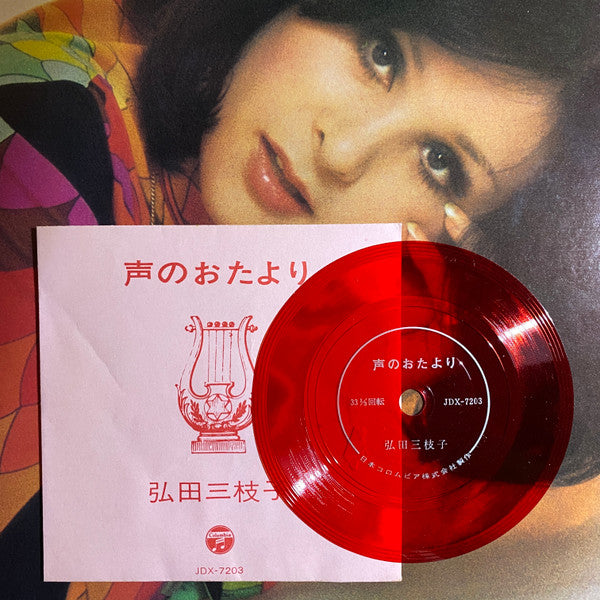 声のおたより
弘田三枝子
Columbia
JDX-7203
声のおたより
33 1/3回転
JDX-7203
弘田三枝子
日本コロムビア株式会社製作